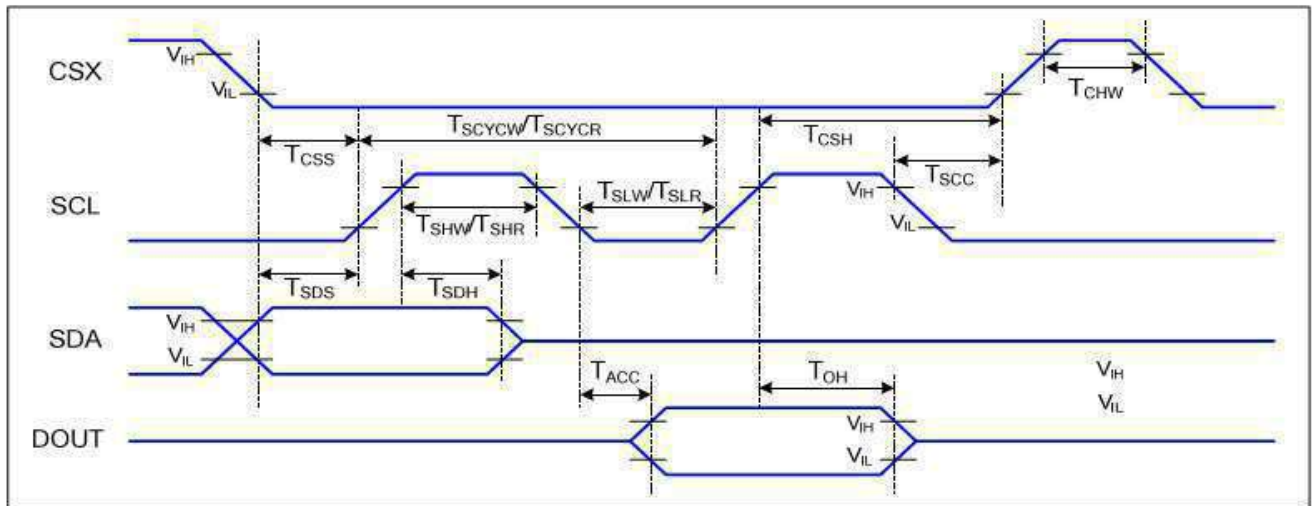 CSX
VIH
VIL
TCHW
TSCYCW/TSCYCR
TCSS
TCSH
TSCC
SCL
TSLW/TSLR
VIH
TSHW/TSHR
VIL
TSDS
TSDH
SDA
VIH
VIL
TACC
TOH
VIH
VIL
DOUT
VIH
VIL